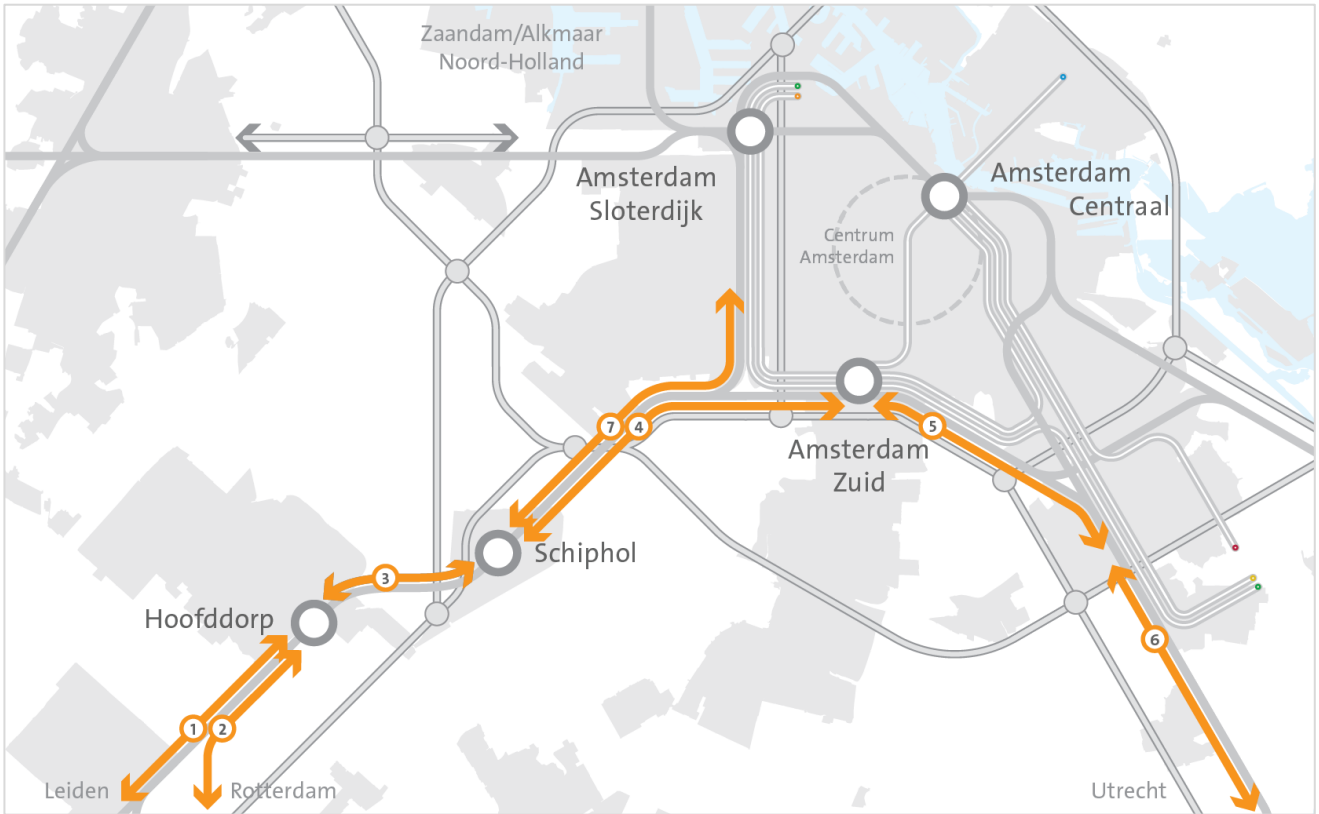 Zaandam/Alkmaar
Noord-Holland
Amsterdam
Sloterdijk
Amsterdam
Centraal
Centrum
Amsterdam
7
4
5
Amsterdam
Zuid
Schiphol
3
Hoofddorp
6
1
2
Leiden
Rotterdam
Utrecht